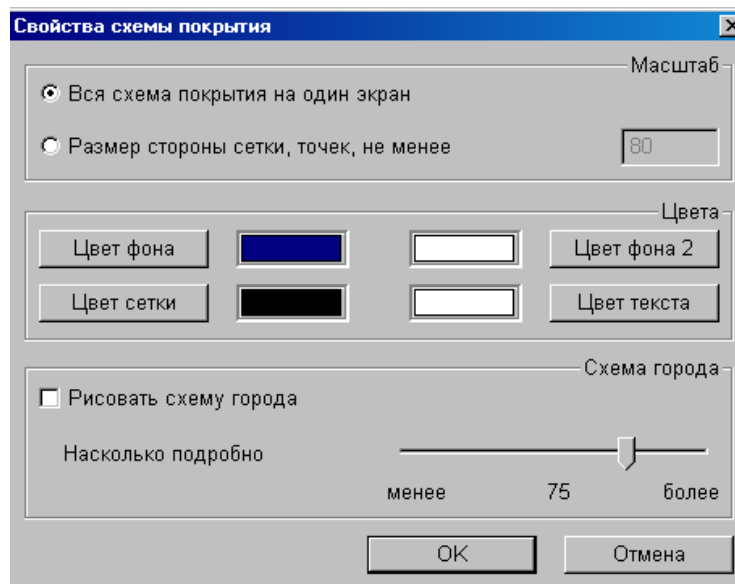 Свойства схемы покрытия
Масштаб
Вся схема покрытия на один экран
Размер стороны сетки, точек, не менее 80
Цвета
Цвет фона Цвет фона 2
Цвет сетки Цвет текста
Схема города
Рисовать схему города
Насколько подробно
менее 75 более
OK Отмена